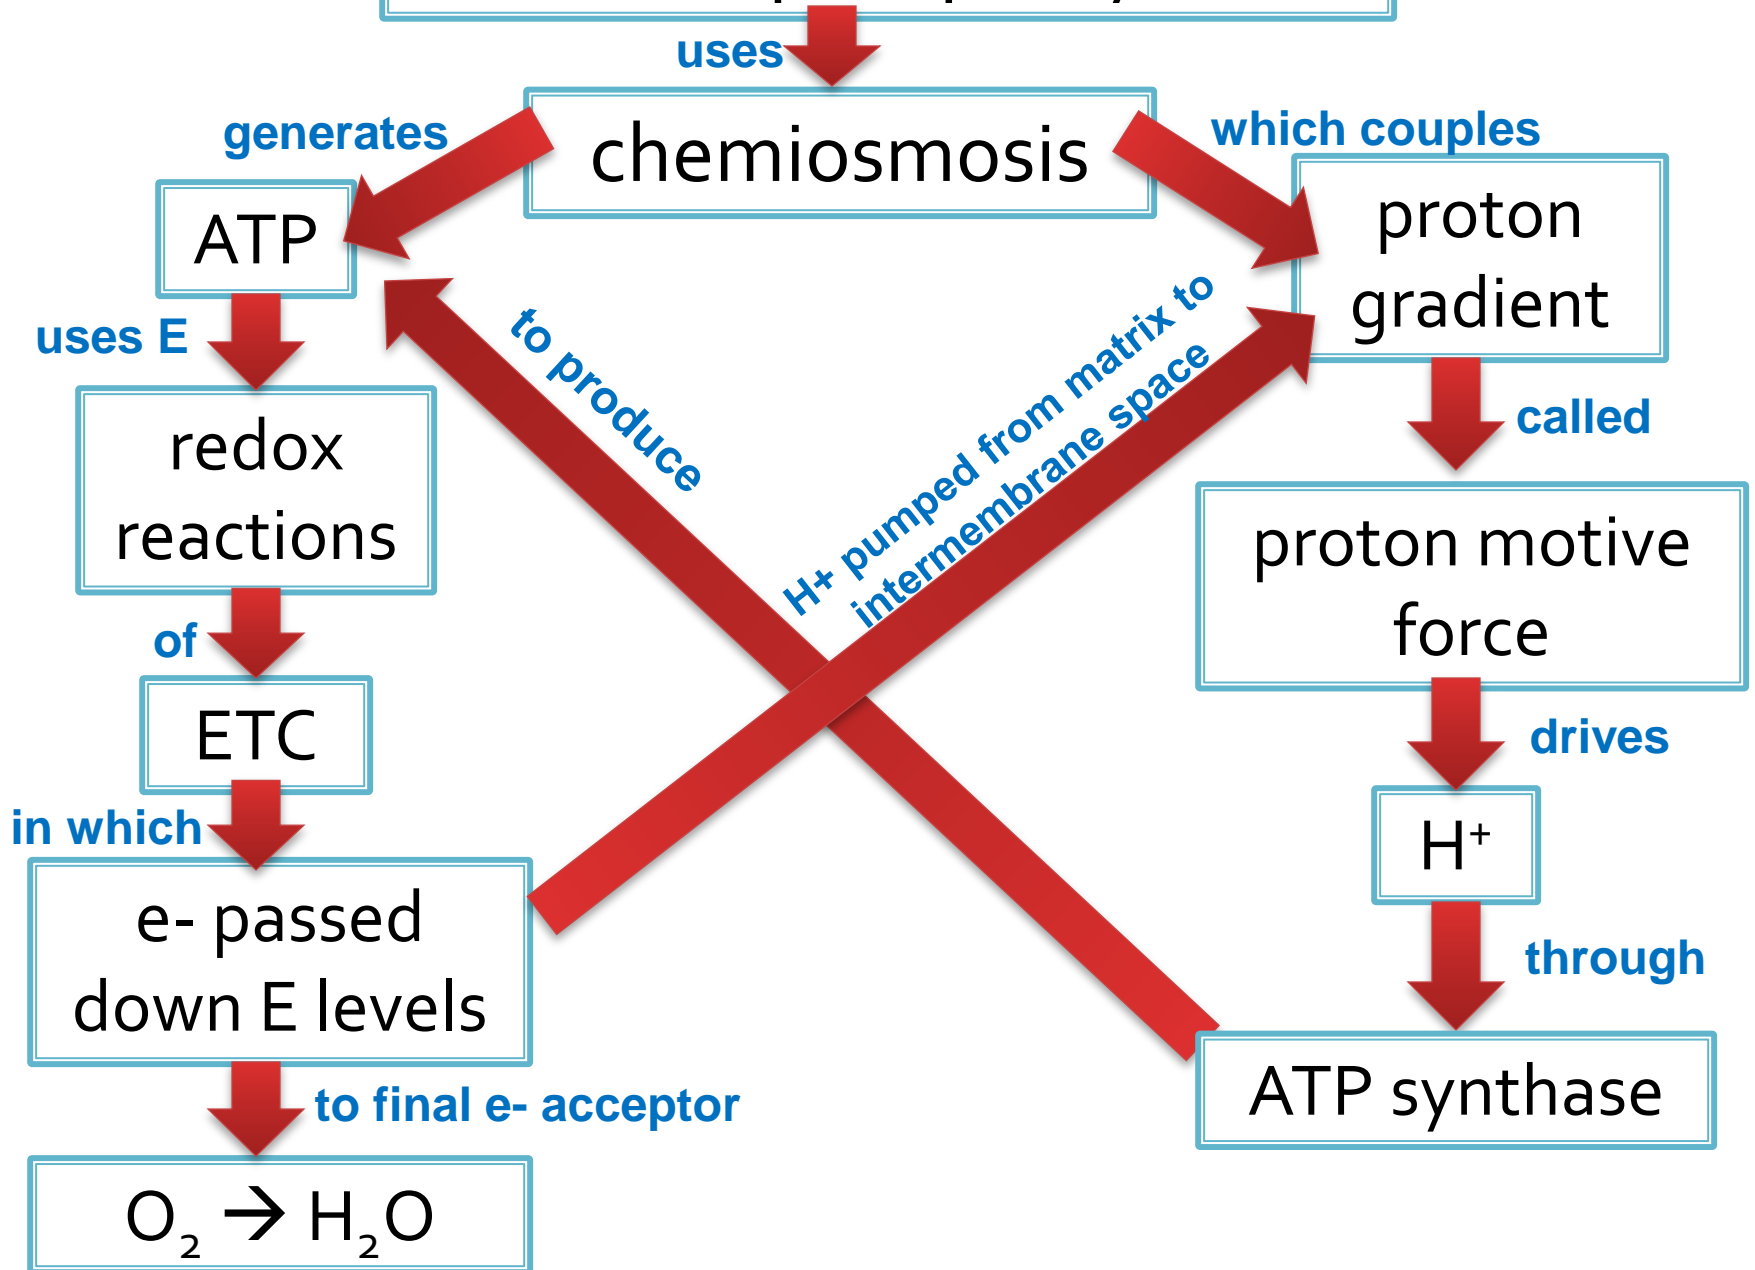 uses
generates
chemiosmosis
which couples
ATP
proton
gradient
uses E
to produce
H+ pumped from matrix to
intermembrane space
called
redox
reactions
proton motive
force
of
ETC
drives
in which
H⁺
e- passed
down E levels
through
to final e- acceptor
ATP synthase
O₂ → H₂O